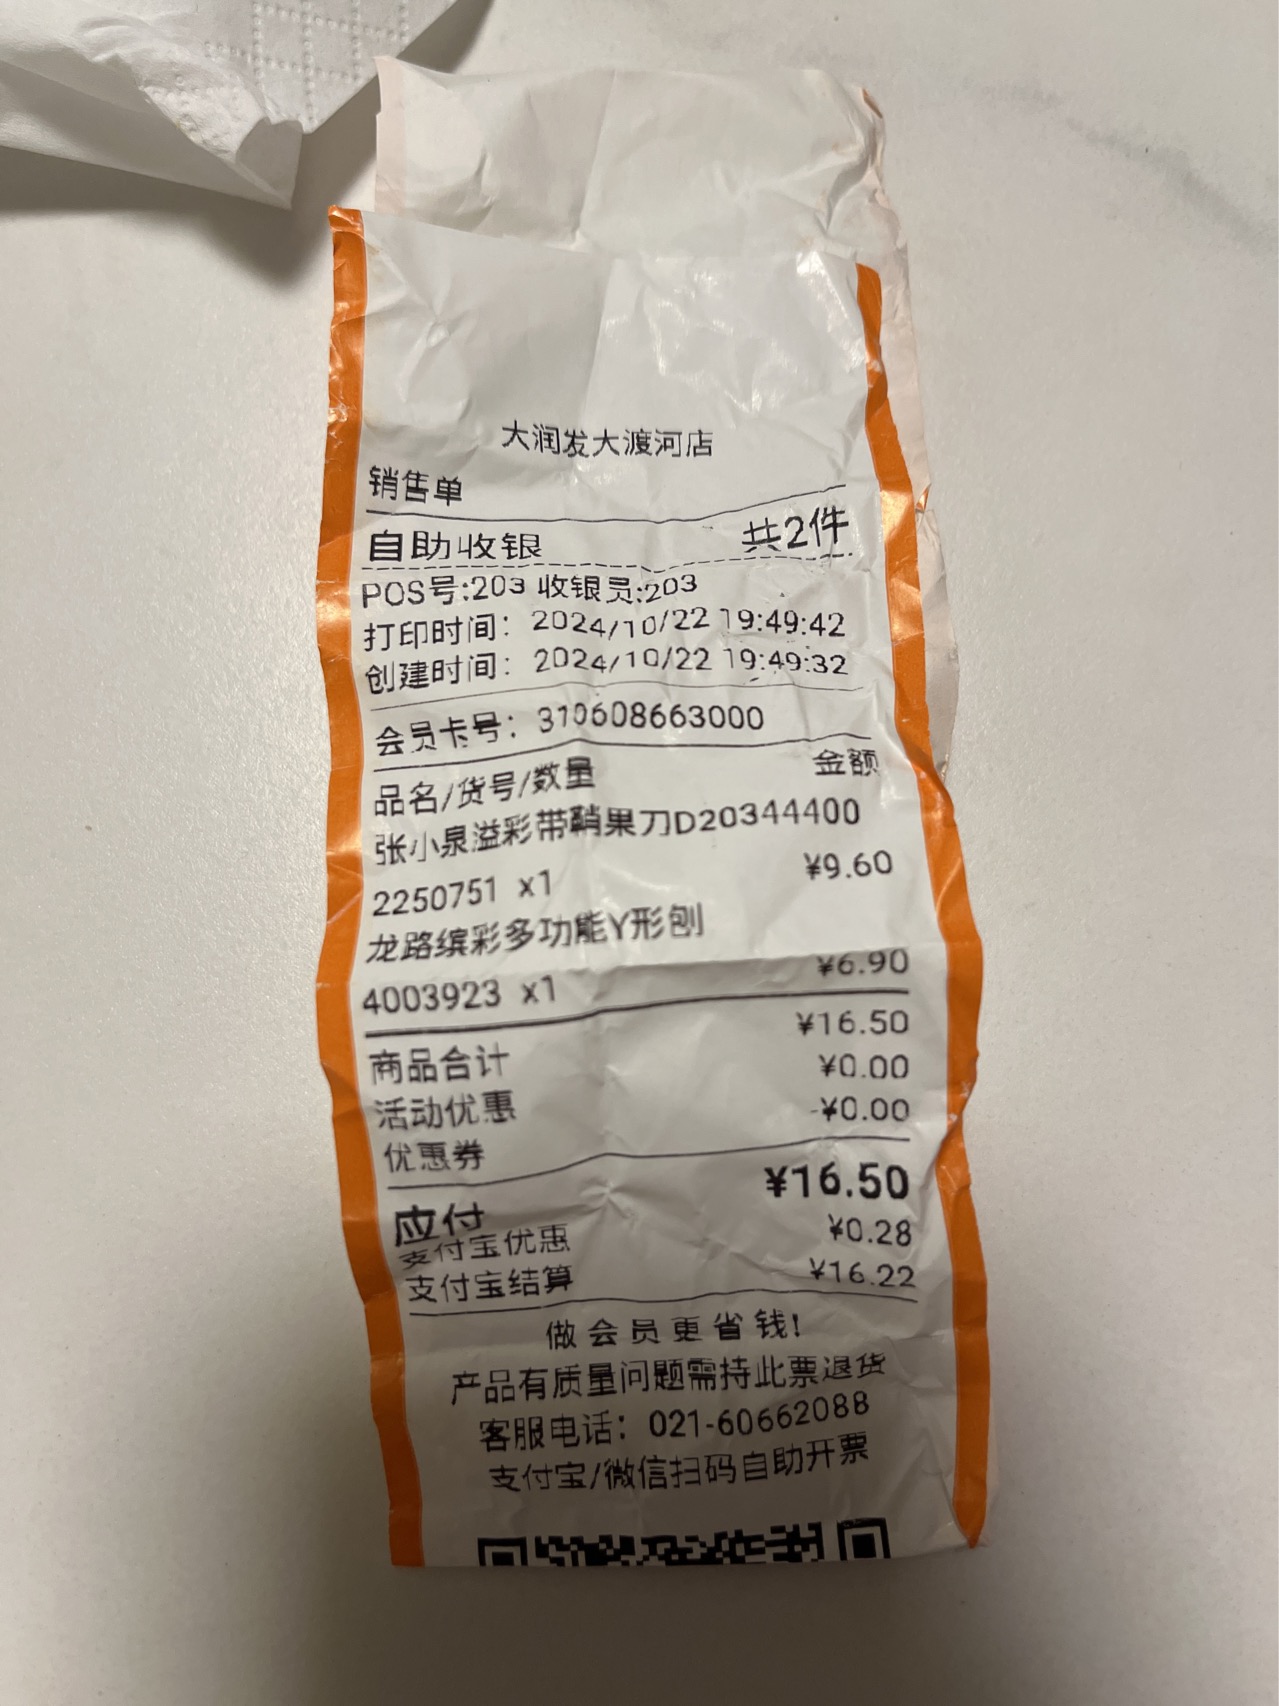 大润发大渡河店
销售单
自助收银 共2件
POS号:203 收银员:203
打印时间: 2024/10/22 19:49:42
创建时间: 2024/10/22 19:49:32
会员卡号: 310608663000
品名/货号/数量 金额
张小泉溢彩带鞘果刀D20344400
2250751 x1 ¥9.60
龙路缤彩多功能Y形刨
4003923 x1 ¥6.90
商品合计 ¥16.50
活动优惠 ¥0.00
优惠券 -¥0.00
应付 ¥16.50
支付宝优惠 ¥0.28
支付宝结算 ¥16.22
做会员更省钱!
产品有质量问题需持此票退货
客服电话: 021-60662088
支付宝/微信扫码自助开票